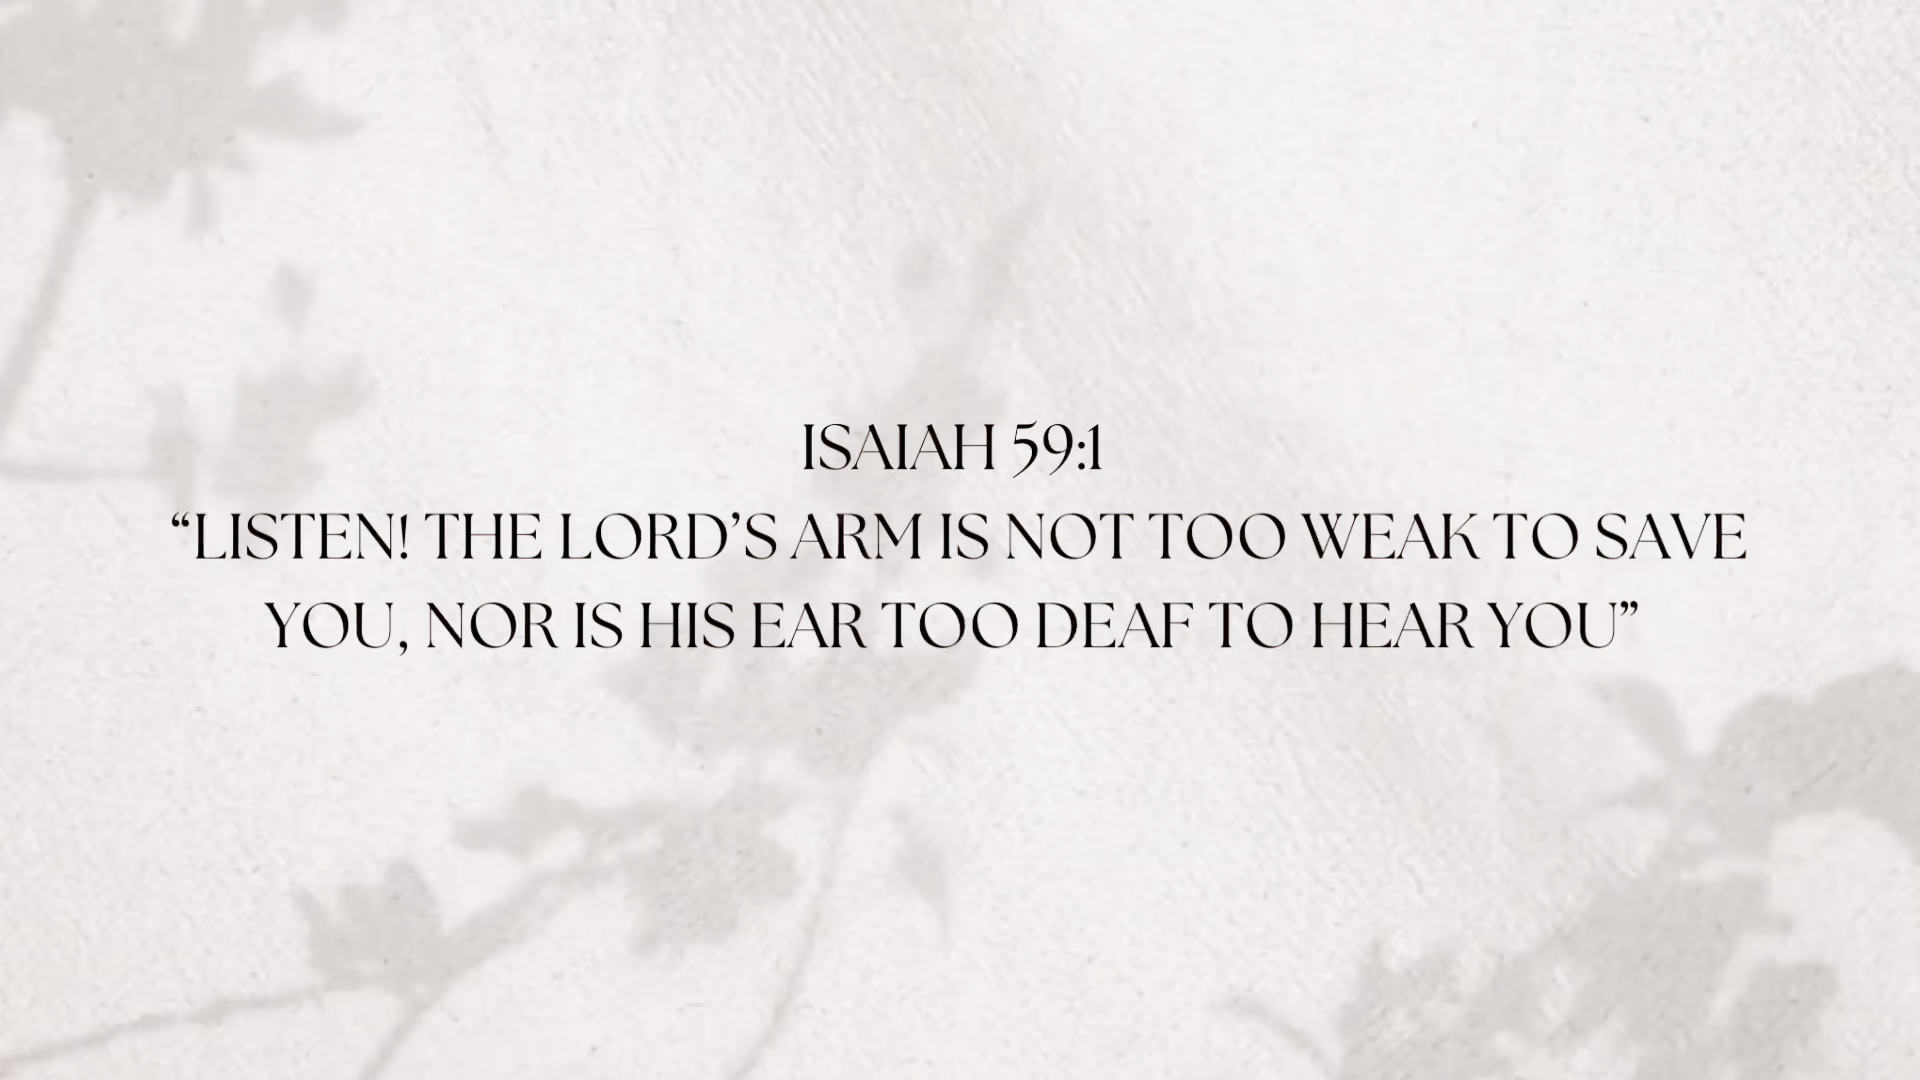 ISAIAH 59:1
“LISTEN! THE LORD’S ARM IS NOT TOO WEAK TO SAVE
YOU, NOR IS HIS EAR TOO DEAF TO HEAR YOU”